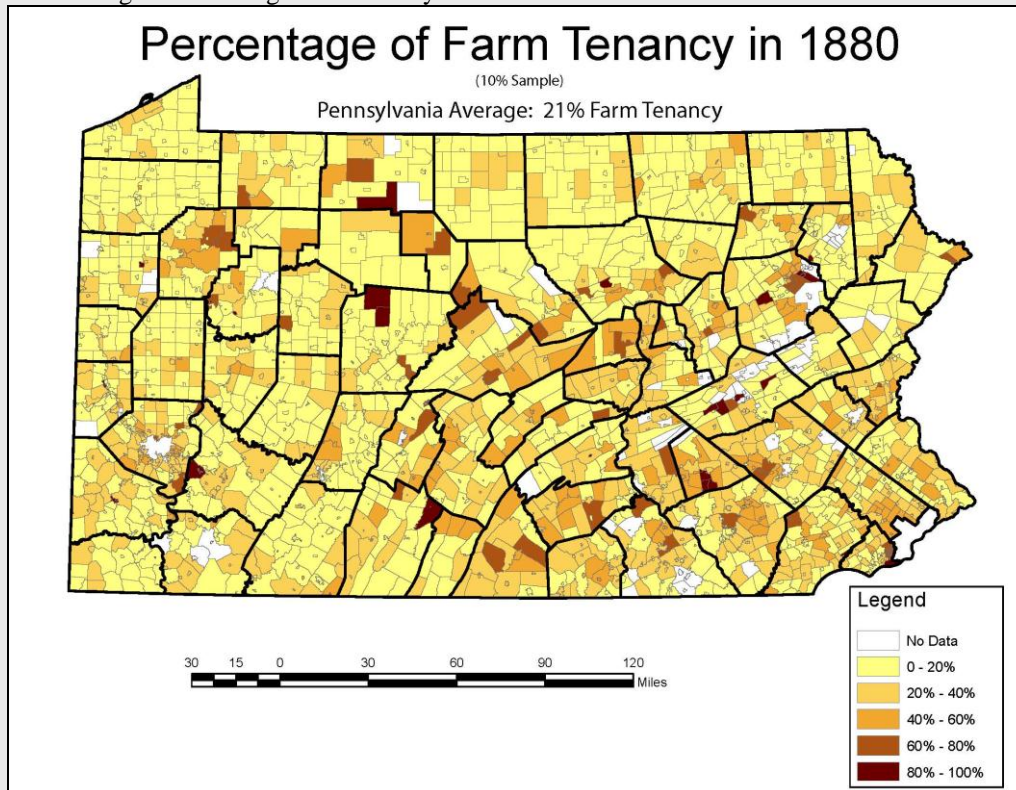 Percentage of Farm Tenancy in 1880
(10% Sample)
Pennsylvania Average: 21% Farm Tenancy
Legend
No Data
0 - 20%
20% - 40%
40% - 60%
60% - 80%
80% - 100%
30 15 0 30 60 90 120
Miles